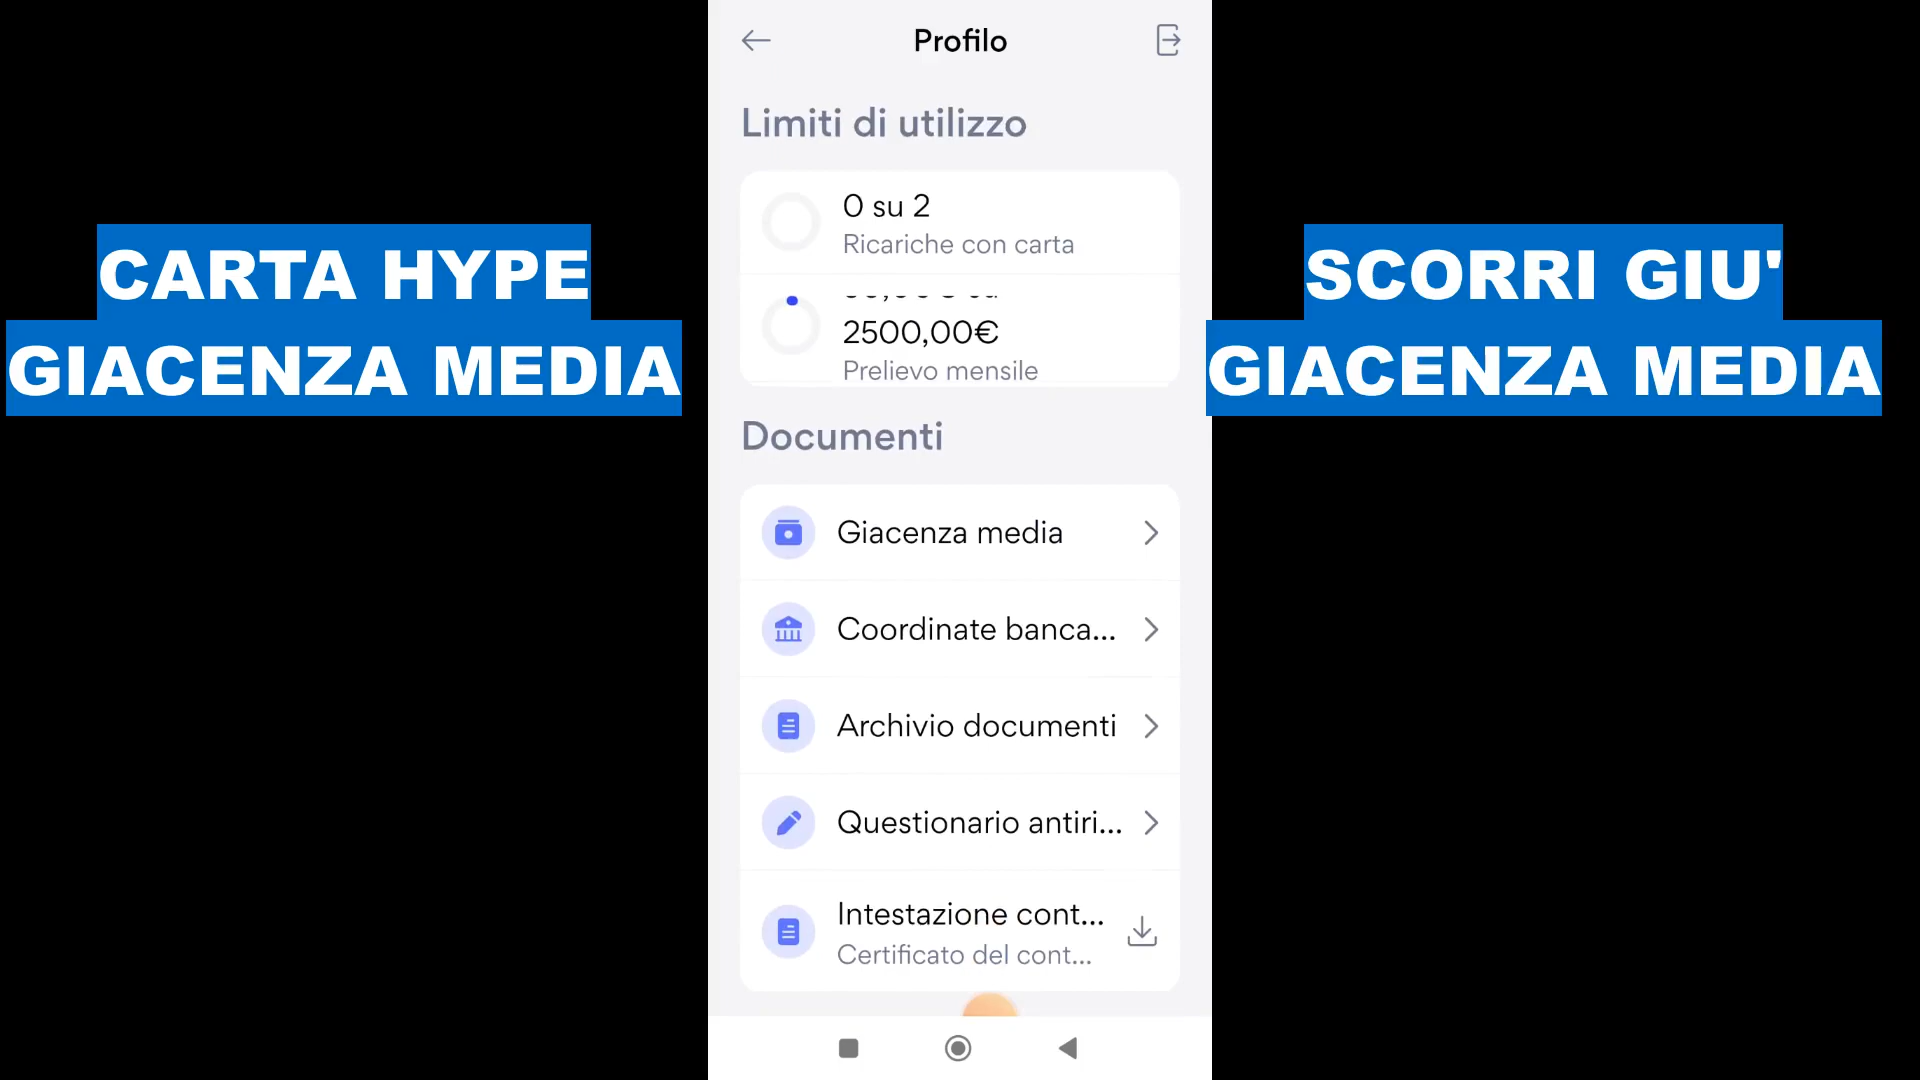 CARTA HYPE
GIACENZA MEDIA
Profilo
Limiti di utilizzo
0 su 2
Ricariche con carta
2500,00€
Prelievo mensile
Documenti
Giacenza media
Coordinate banca...
Archivio documenti
Questionario antiri...
Intestazione cont...
Certificato del cont...
SCORRI GIU'
GIACENZA MEDIA